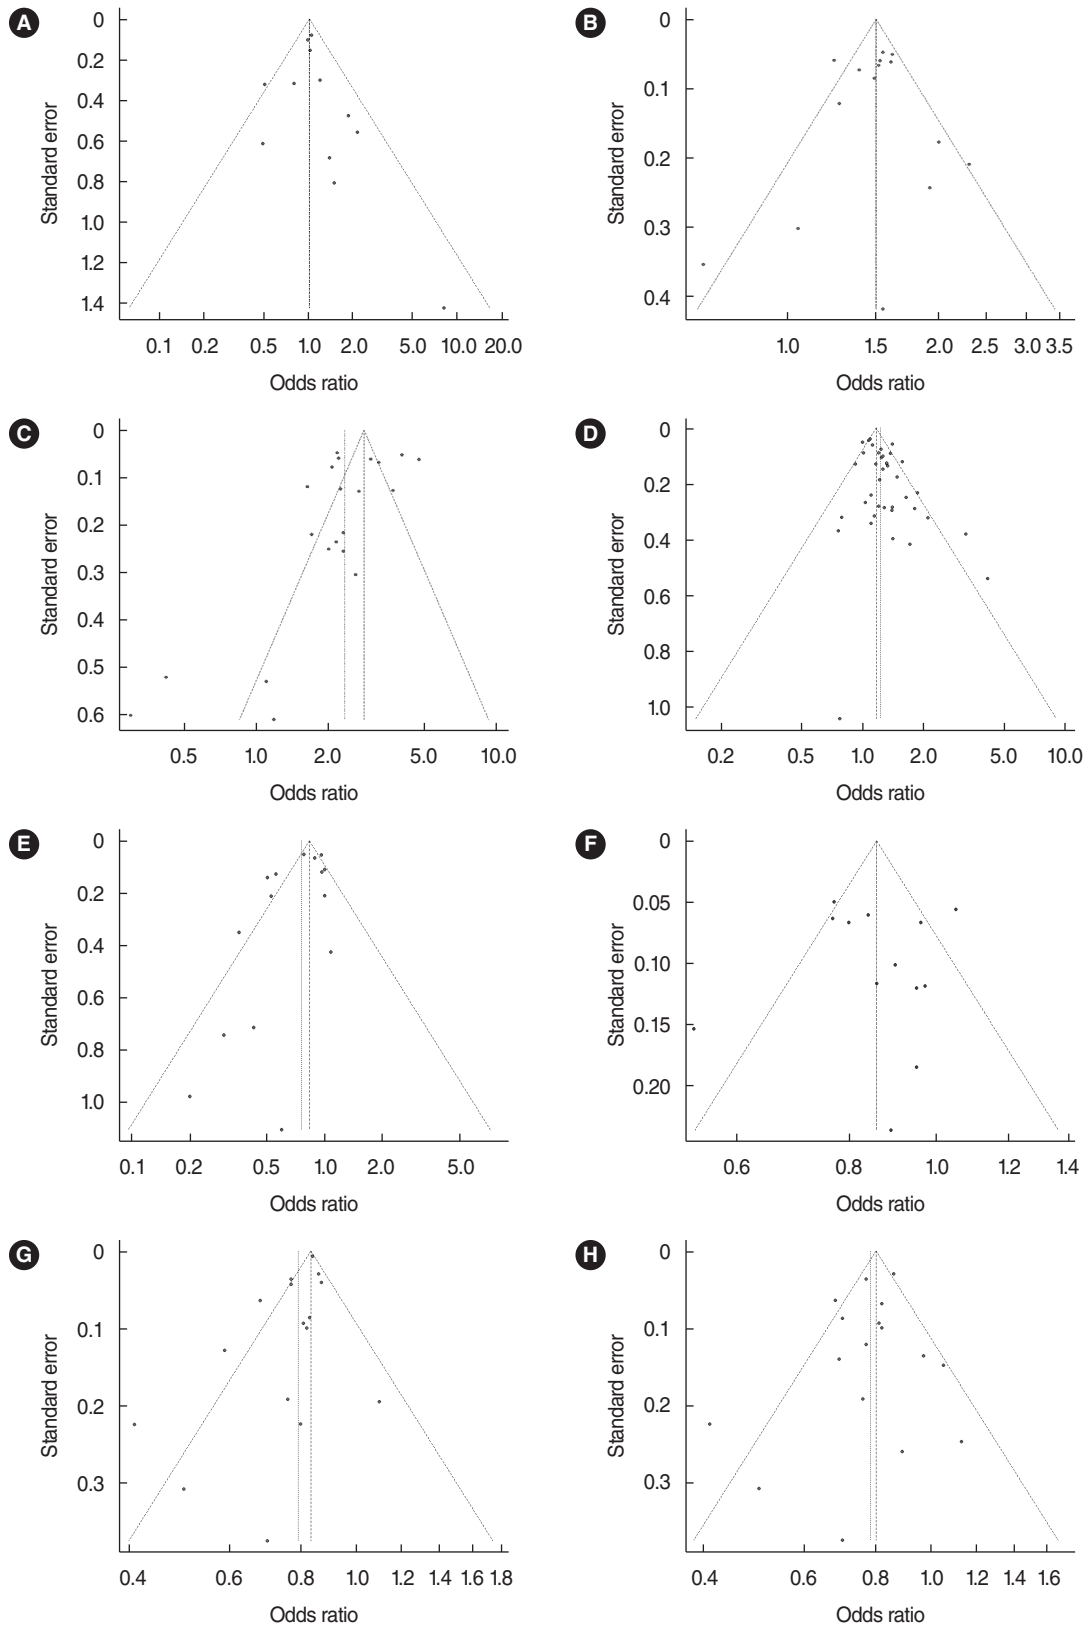 A
0
0.2
0.4
0.6
0.8
1.0
1.2
1.4
Standard error
0.1 0.2 0.5 1.0 2.0 5.0 10.0 20.0
Odds ratio
B
0
0.1
0.2
0.3
0.4
Standard error
1.0 1.5 2.0 2.5 3.0 3.5
Odds ratio
C
0
0.1
0.2
0.3
0.4
0.5
0.6
Standard error
0.5 1.0 2.0 5.0 10.0
Odds ratio
D
0
0.2
0.4
0.6
0.8
1.0
Standard error
0.2 0.5 1.0 2.0 5.0 10.0
Odds ratio
E
0
0.2
0.4
0.6
0.8
1.0
Standard error
0.1 0.2 0.5 1.0 2.0 5.0
Odds ratio
F
0
0.05
0.10
0.15
0.20
Standard error
0.6 0.8 1.0 1.2 1.4
Odds ratio
G
0
0.1
0.2
0.3
Standard error
0.4 0.6 0.8 1.0 1.2 1.4 1.6 1.8
Odds ratio
H
0
0.1
0.2
0.3
Standard error
0.4 0.6 0.8 1.0 1.2 1.4 1.6
Odds ratio